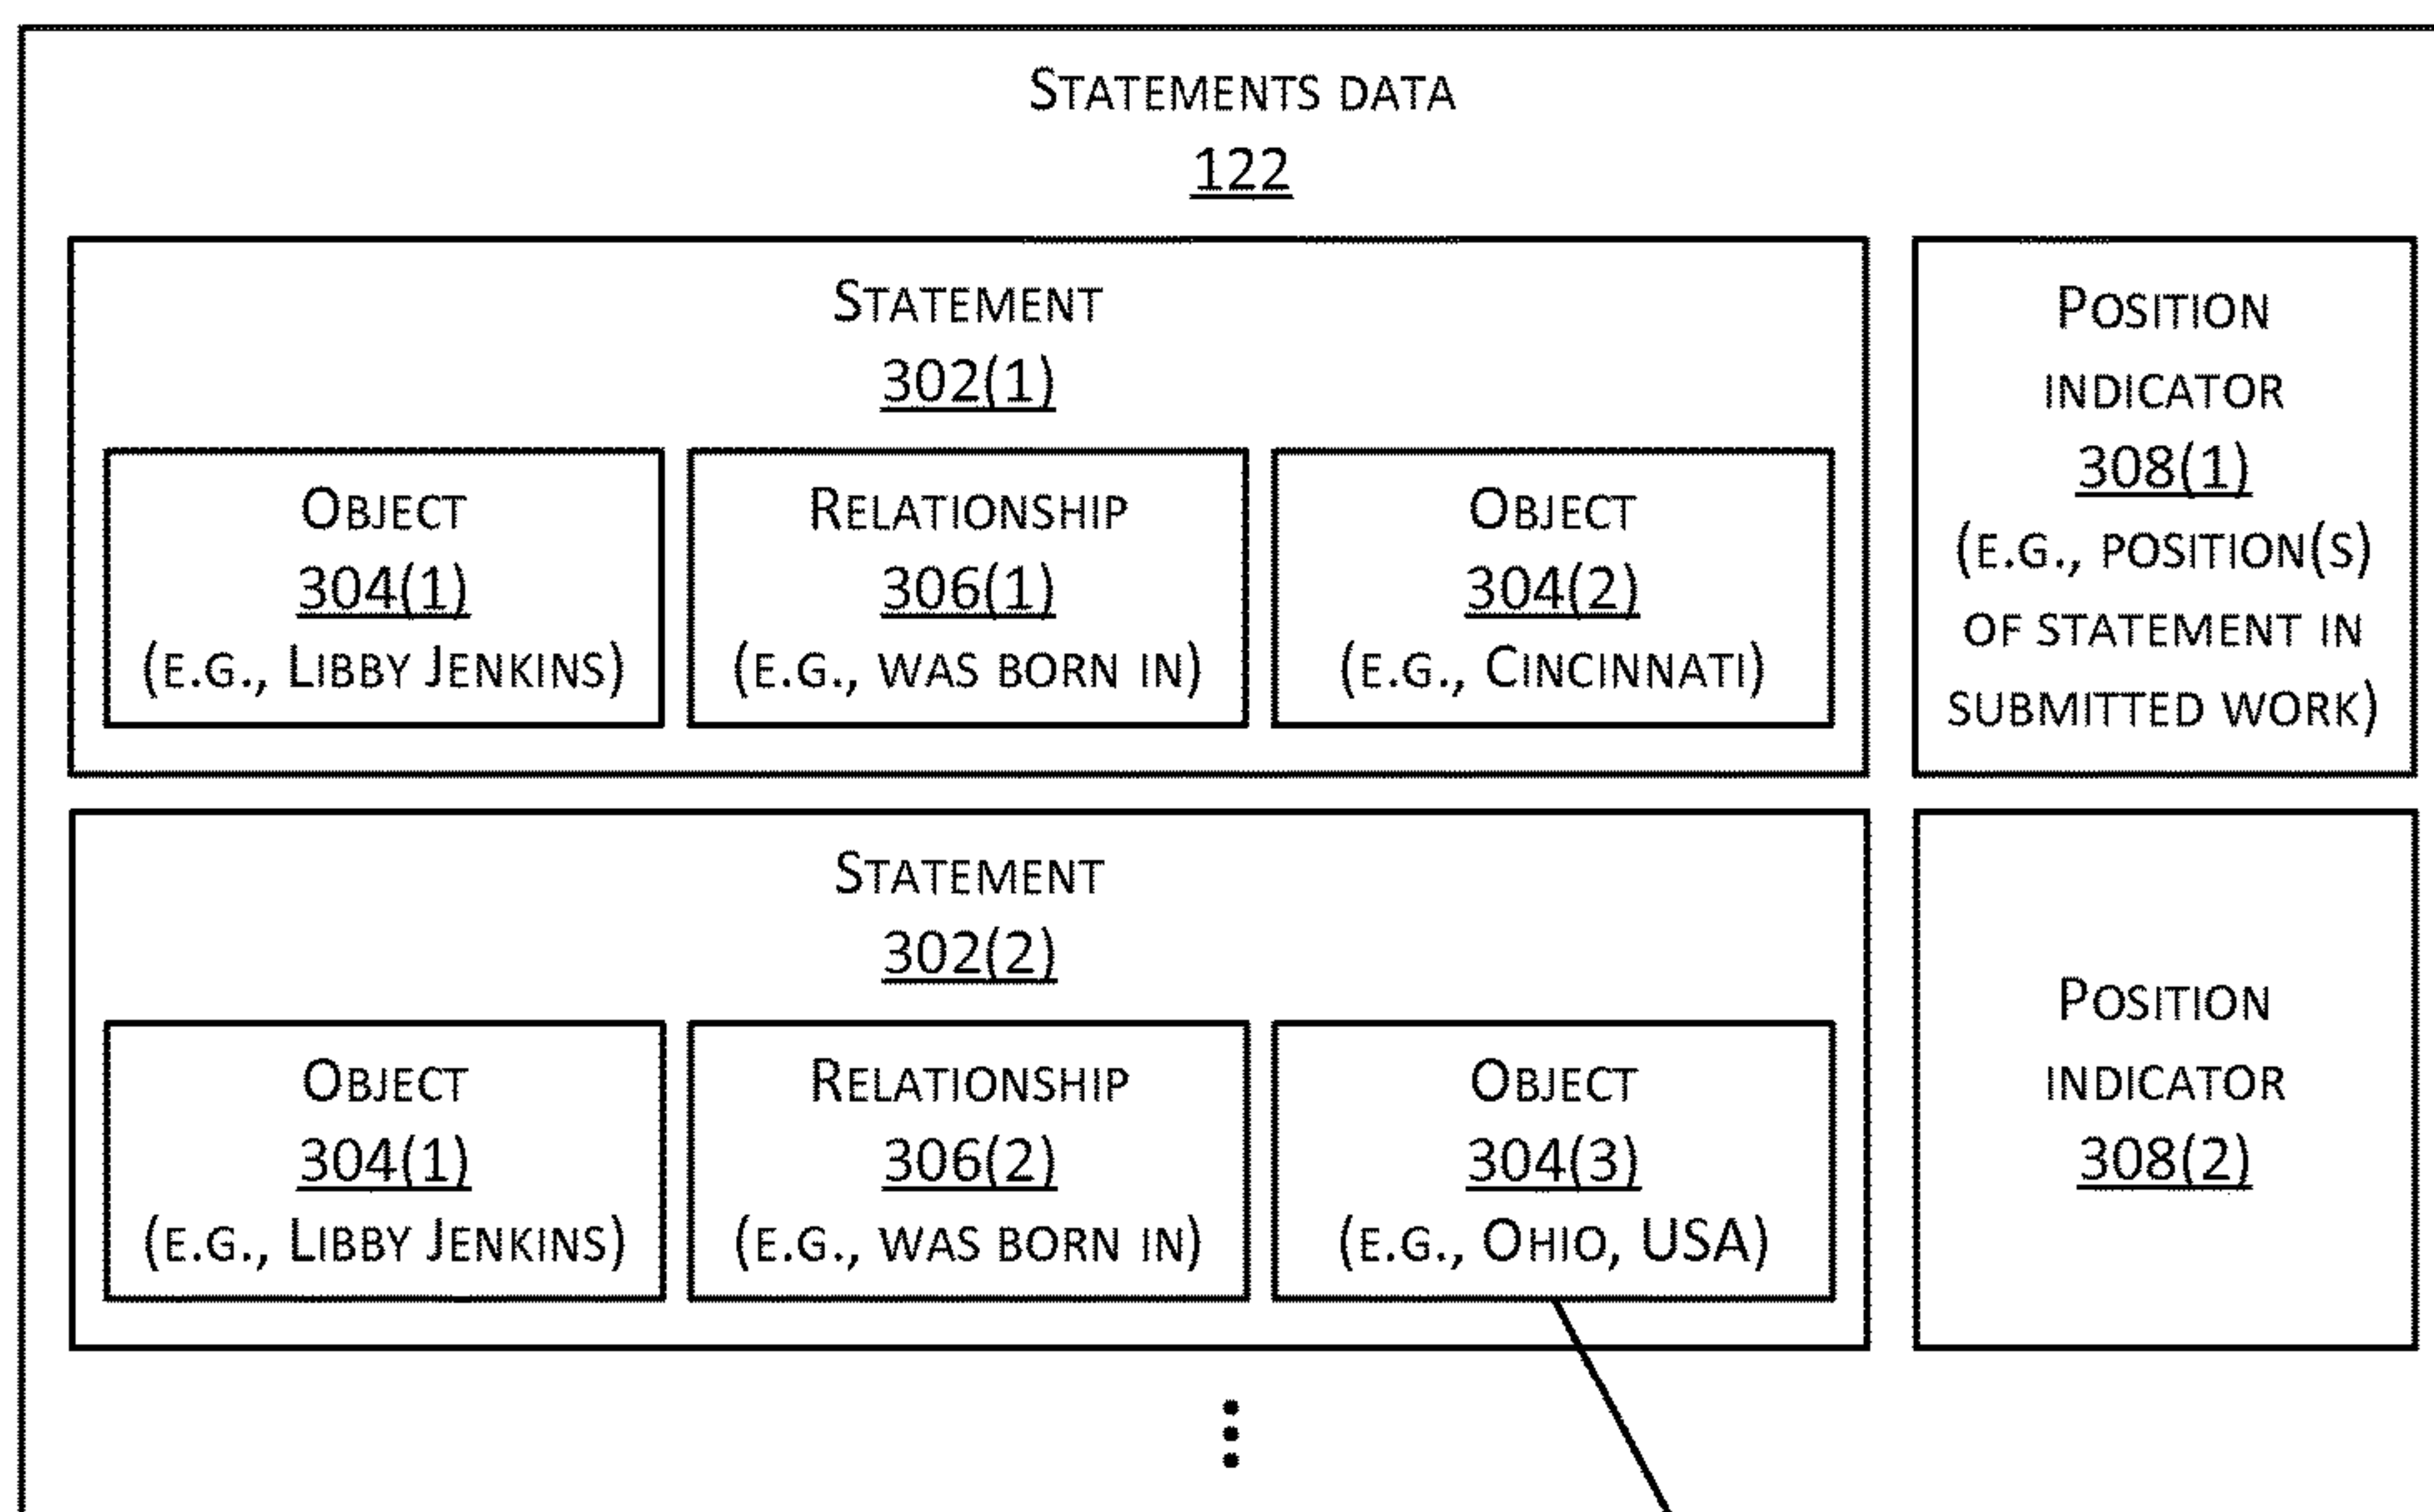 STATEMENTS DATA
122
STATEMENT
302(1)
OBJECT
304(1)
(E.G., LIBBY JENKINS)
RELATIONSHIP
306(1)
(E.G., WAS BORN IN)
OBJECT
304(2)
(E.G., CINCINNATI)
POSITION
INDICATOR
308(1)
(E.G., POSITION(S)
OF STATEMENT IN
SUBMITTED WORK)
STATEMENT
302(2)
OBJECT
304(1)
(E.G., LIBBY JENKINS)
RELATIONSHIP
306(2)
(E.G., WAS BORN IN)
OBJECT
304(3)
(E.G., OHIO, USA)
POSITION
INDICATOR
308(2)